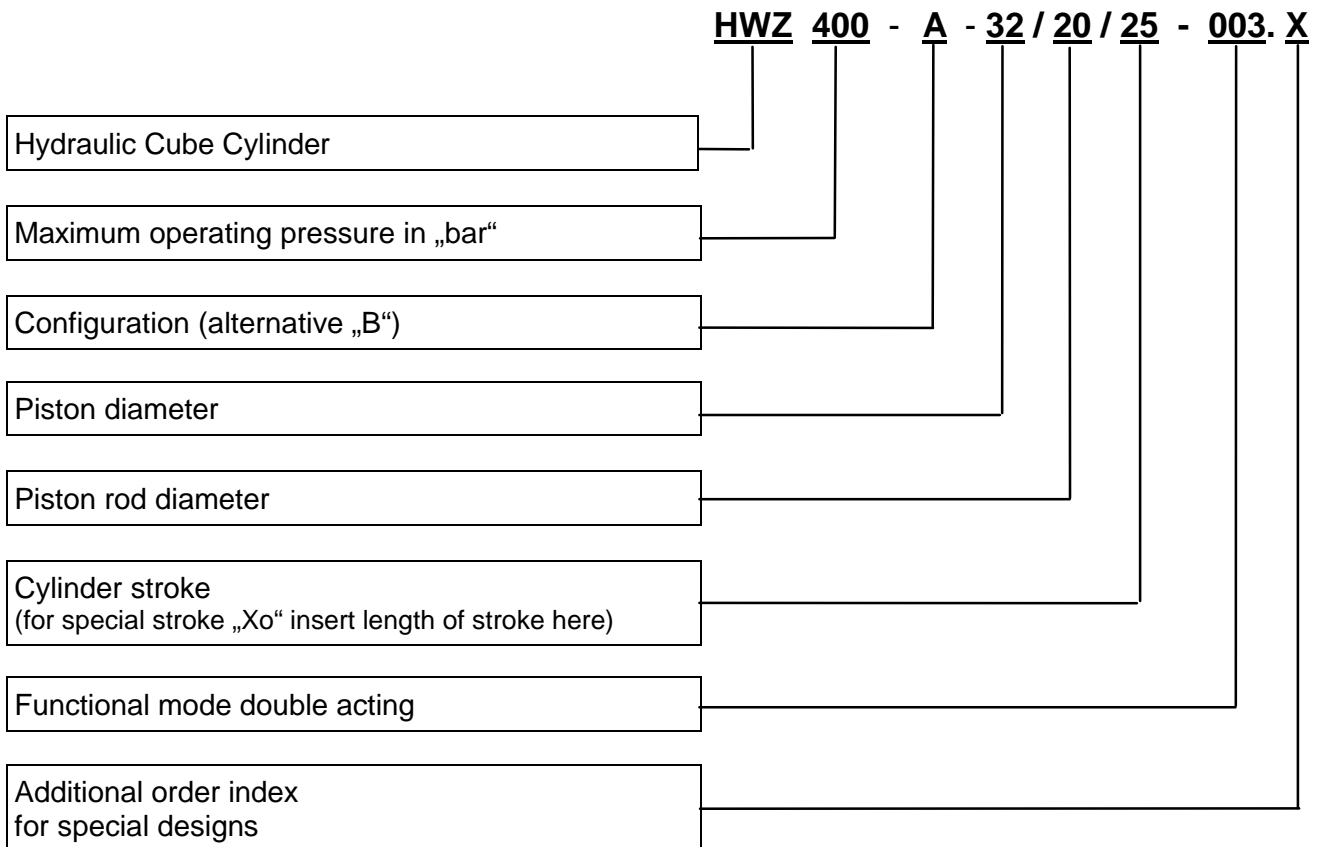 HWZ 400 - A - 32 / 20 / 25 - 003. X
Hydraulic Cube Cylinder
Maximum operating pressure in „bar“
Configuration (alternative „B“)
Piston diameter
Piston rod diameter
Cylinder stroke
(for special stroke „Xo“ insert length of stroke here)
Functional mode double acting
Additional order index
for special designs